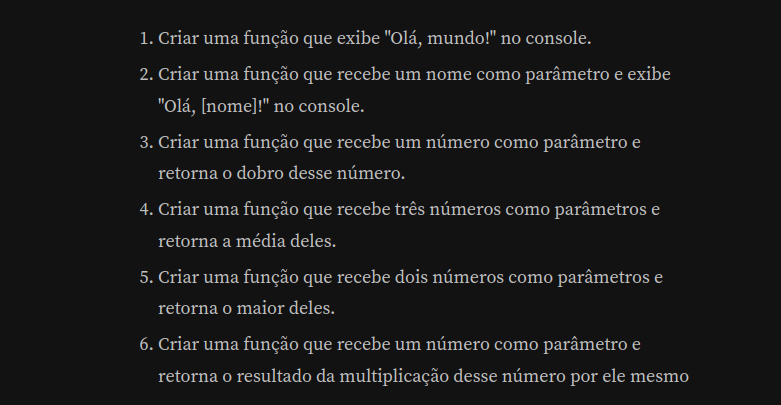 1. Criar uma função que exibe "Olá, mundo!" no console.
2. Criar uma função que recebe um nome como parâmetro e exibe
"Olá, [nome]!" no console.
3. Criar uma função que recebe um número como parâmetro e
retorna o dobro desse número.
4. Criar uma função que recebe três números como parâmetros e
retorna a média deles.
5. Criar uma função que recebe dois números como parâmetros e
retorna o maior deles.
6. Criar uma função que recebe um número como parâmetro e
retorna o resultado da multiplicação desse número por ele mesmo